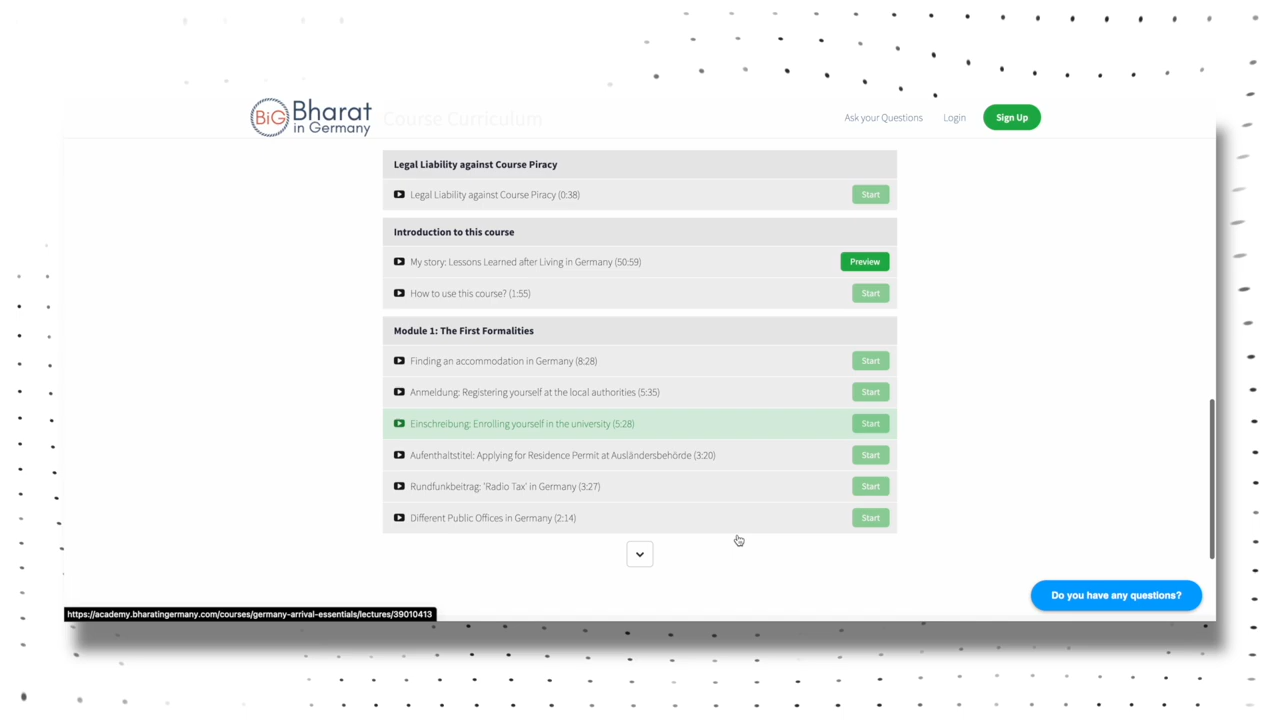 BiG Bharat in Germany
Course Curriculum
Ask your Questions
Login
Sign Up
Legal Liability against Course Piracy
Legal Liability against Course Piracy (0:38)
Start
Introduction to this course
My story: Lessons Learned after Living in Germany (50:59)
Preview
How to use this course? (1:55)
Start
Module 1: The First Formalities
Finding an accommodation in Germany (8:28)
Start
Anmeldung: Registering yourself at the local authorities (5:35)
Start
Einschreibung: Enrolling yourself in the university (5:28)
Start
Aufenthaltstitel: Applying for Residence Permit at Ausländersbehörde (3:20)
Start
Rundfunkbeitrag: 'Radio Tax' in Germany (3:27)
Start
Different Public Offices in Germany (2:14)
Start
Do you have any questions?
https://academy.bharatingermany.com/courses/germany-arrival-essentials/lectures/39010413